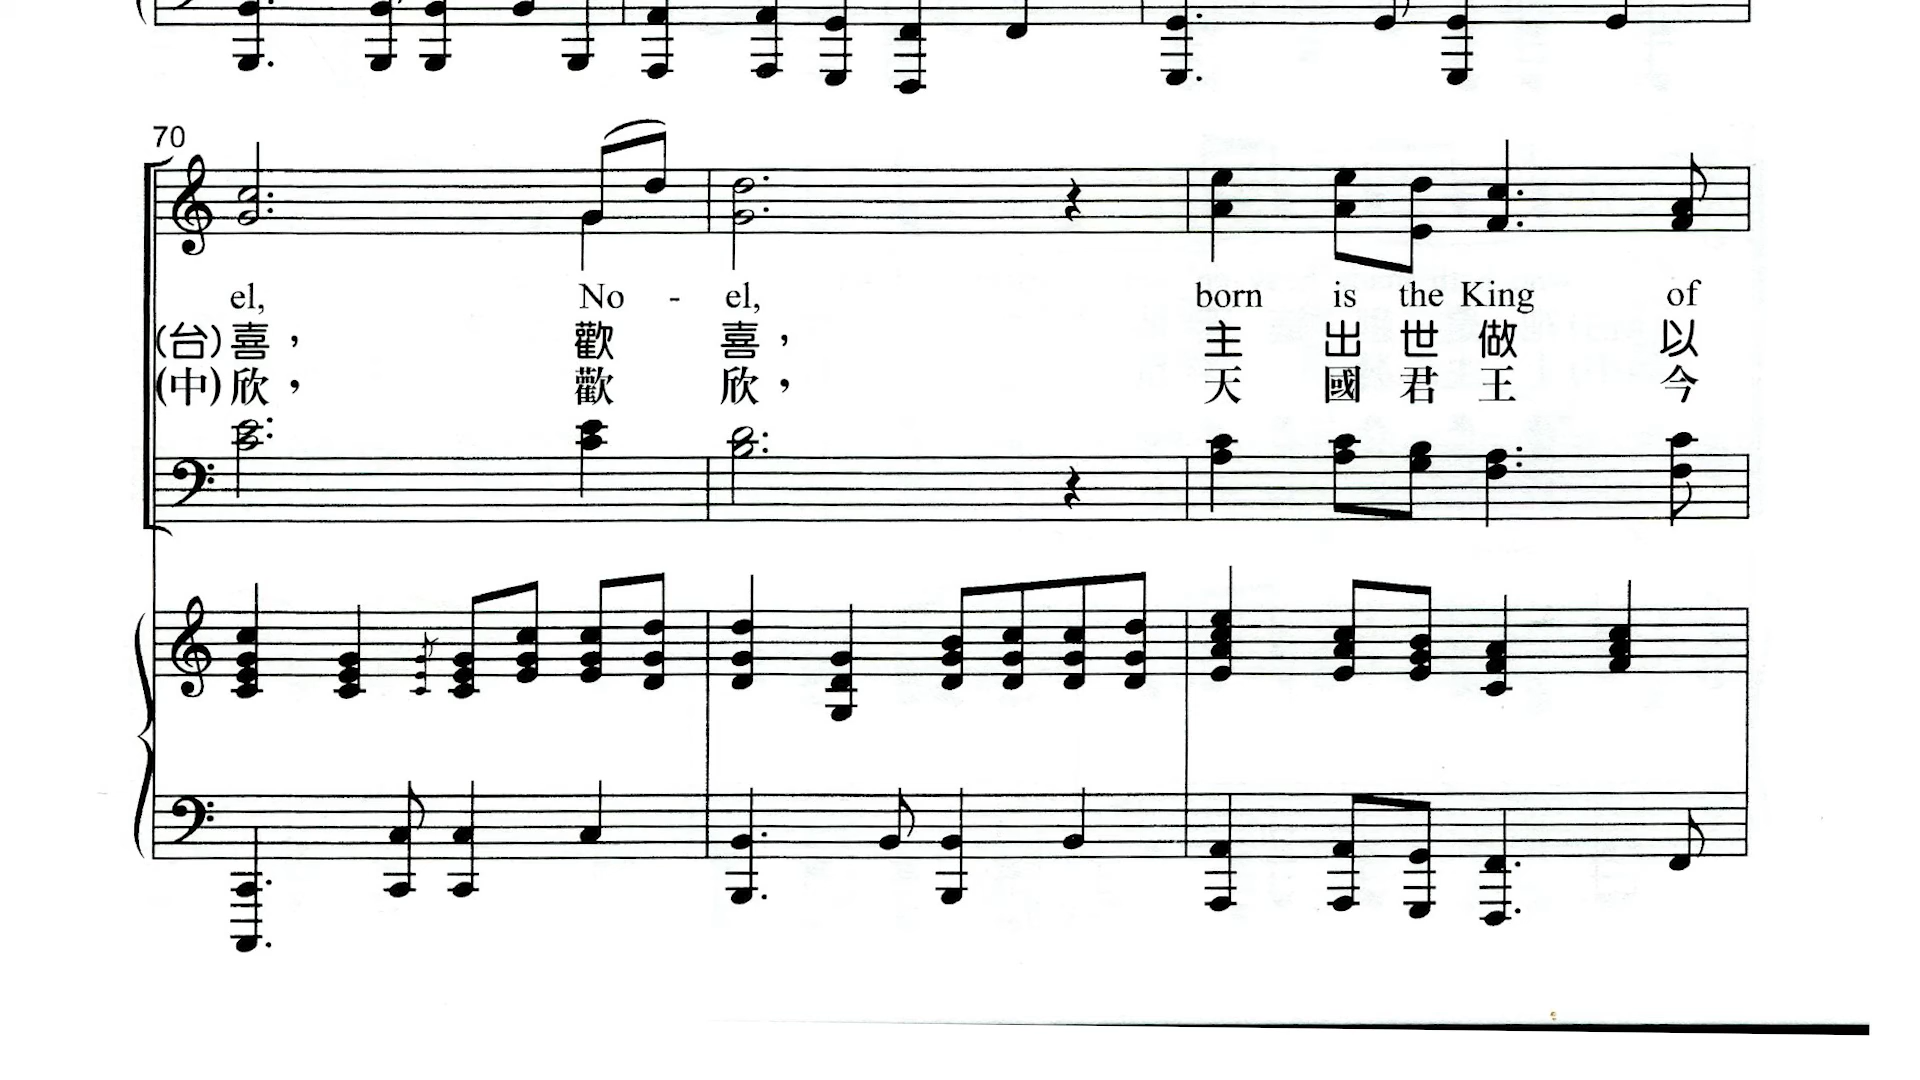 70
el, No - el, born is the King of
(台)喜， 歡 喜， 主 出 世 做 以
(中)欣， 歡 欣， 天 國 君 王 今